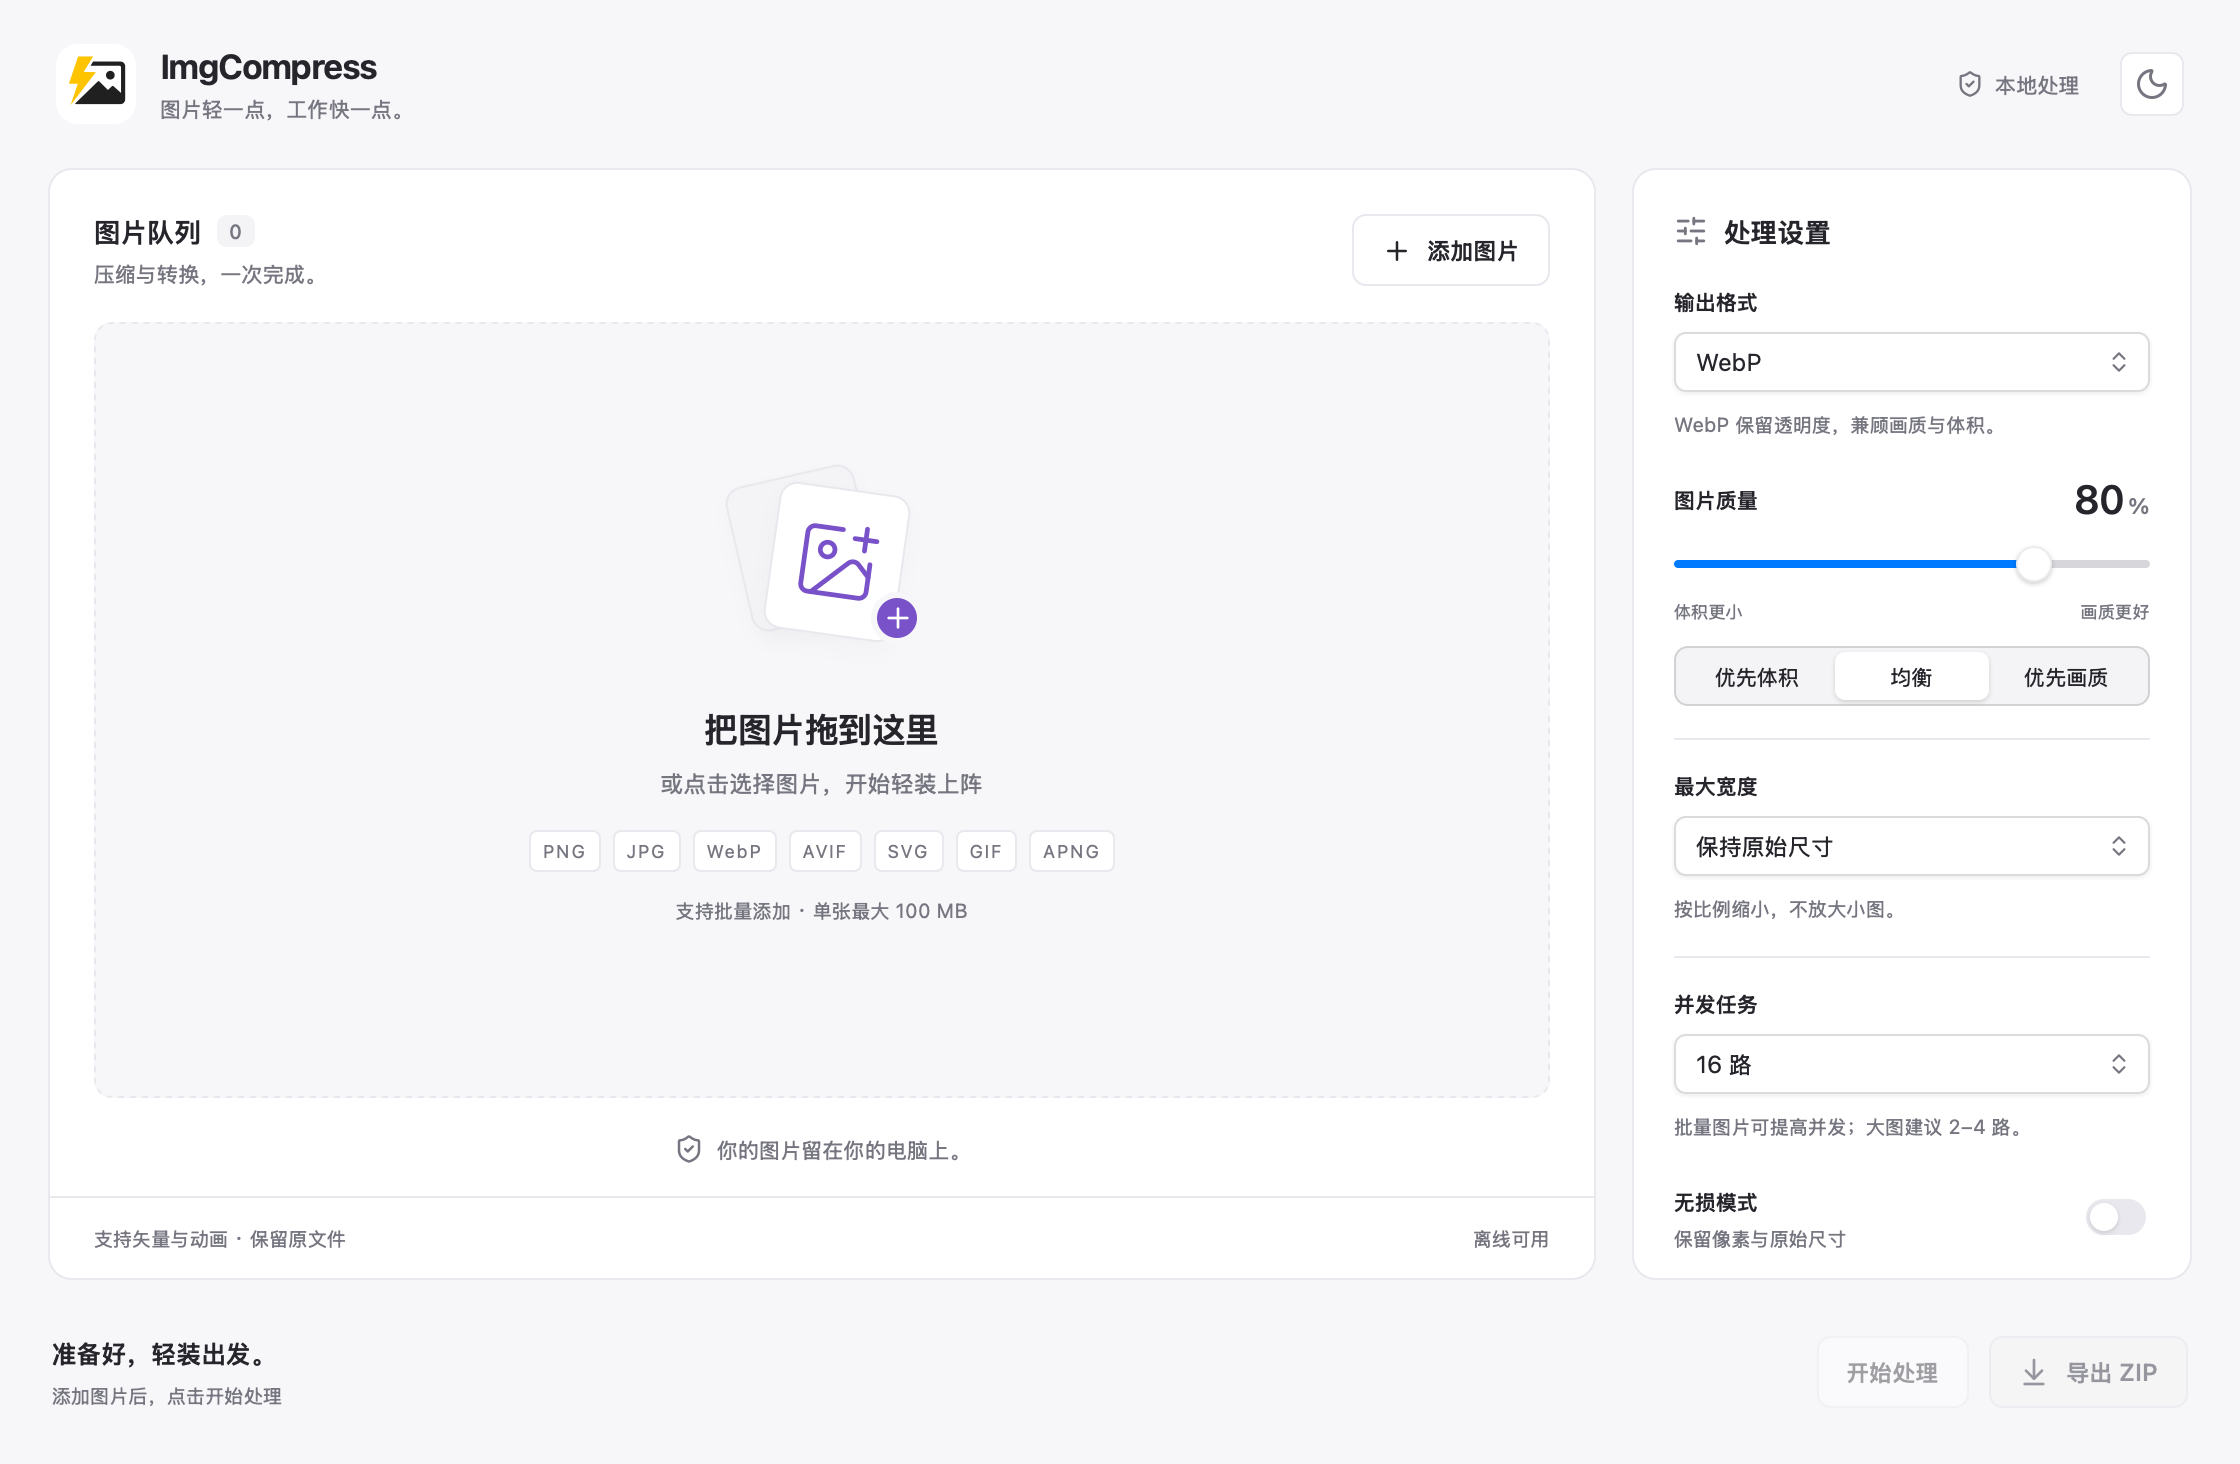 ImgCompress
图片轻一点，工作快一点。
本地处理
图片队列 0
压缩与转换，一次完成。
添加图片
把图片拖到这里
或点击选择图片，开始轻装上阵
PNG JPG WebP AVIF SVG GIF APNG
支持批量添加 · 单张最大 100 MB
你的图片留在你的电脑上。
支持矢量与动画 · 保留原文件
离线可用
处理设置
输出格式
WebP
WebP 保留透明度，兼顾画质与体积。
图片质量
80 %
体积更小
画质更好
优先体积 均衡 优先画质
最大宽度
保持原始尺寸
按比例缩小，不放大小图。
并发任务
16 路
批量图片可提高并发；大图建议 2–4 路。
无损模式
保留像素与原始尺寸
准备好，轻装出发。
添加图片后，点击开始处理
开始处理
导出 ZIP